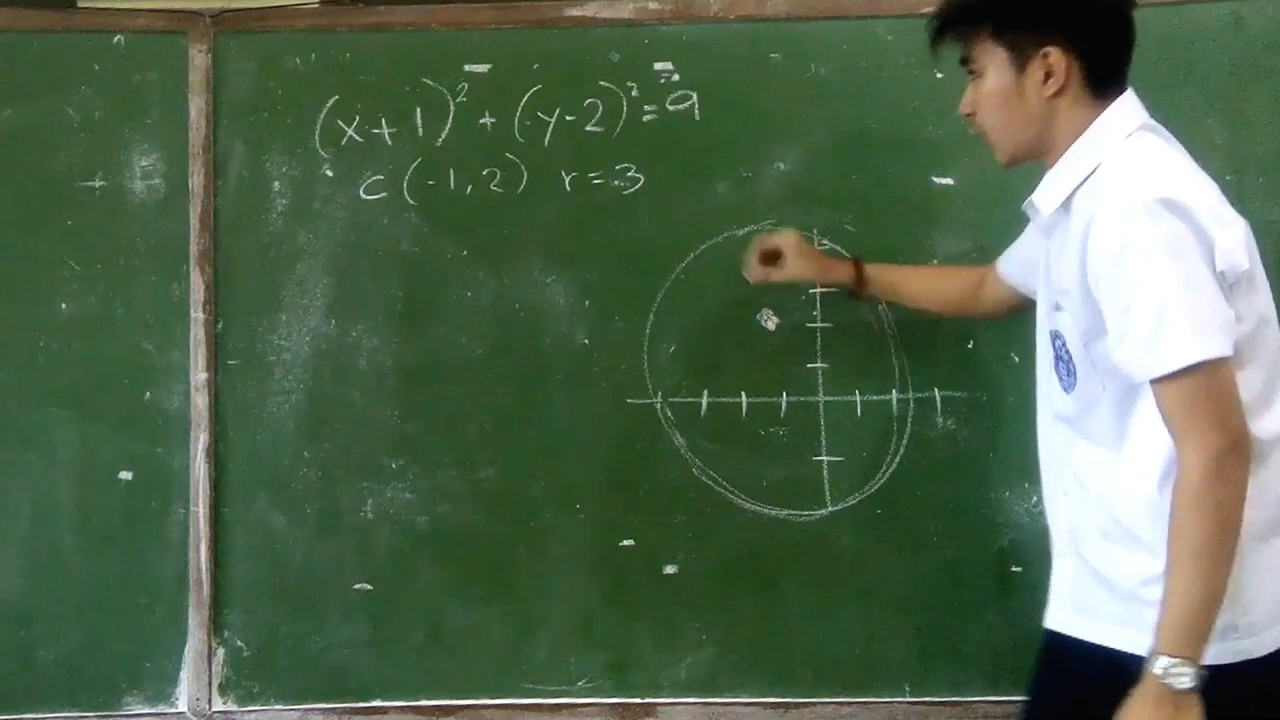 (x+1)² + (y-2)² = 9
c(-1,2) r=3